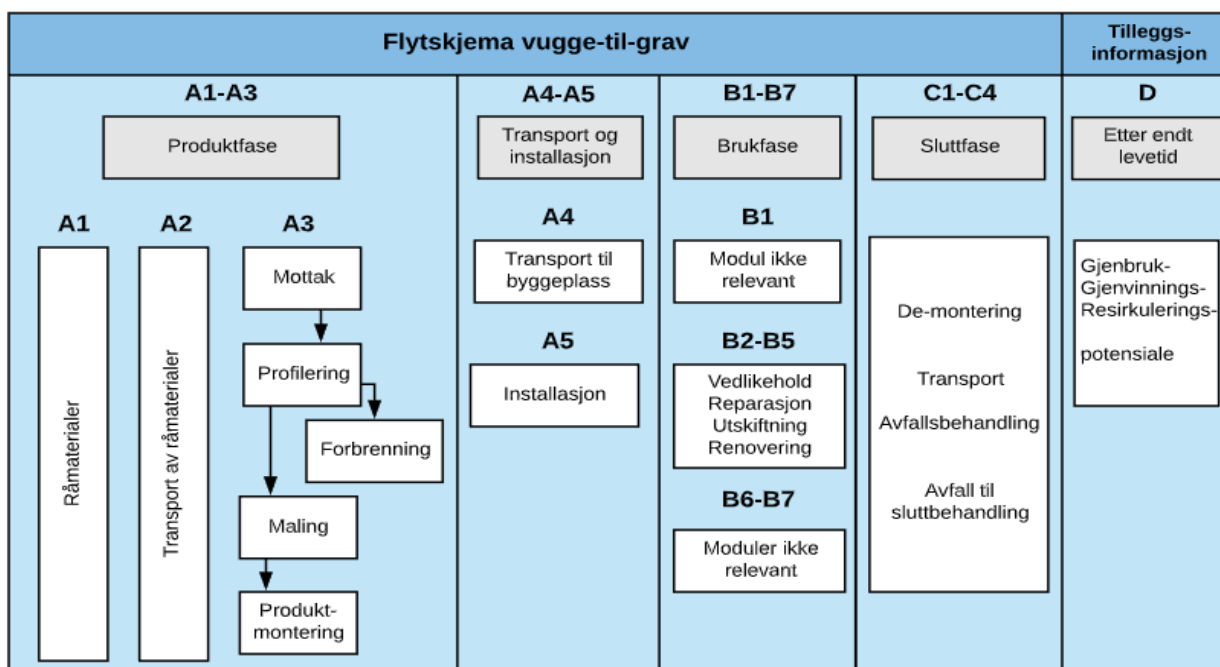 Flytskjema vugge-til-grav
Tilleggs-
informasjon
A1-A3
Produktfase
A1
Råmaterialer
A2
Transport av råmaterialer
A3
Mottak
Profilering
Forbrenning
Maling
Produkt-
montering
A4-A5
Transport og
installasjon
A4
Transport til
byggeplass
A5
Installasjon
B1-B7
Brukfase
B1
Modul ikke
relevant
B2-B5
Vedlikehold
Reparasjon
Utskiftning
Renovering
B6-B7
Moduler ikke
relevant
C1-C4
Sluttfase
De-montering
Transport
Avfallsbehandling
Avfall til
sluttbehandling
D
Etter endt
levetid
Gjenbruk-
Gjenvinnings-
Resirkulerings-
potensiale